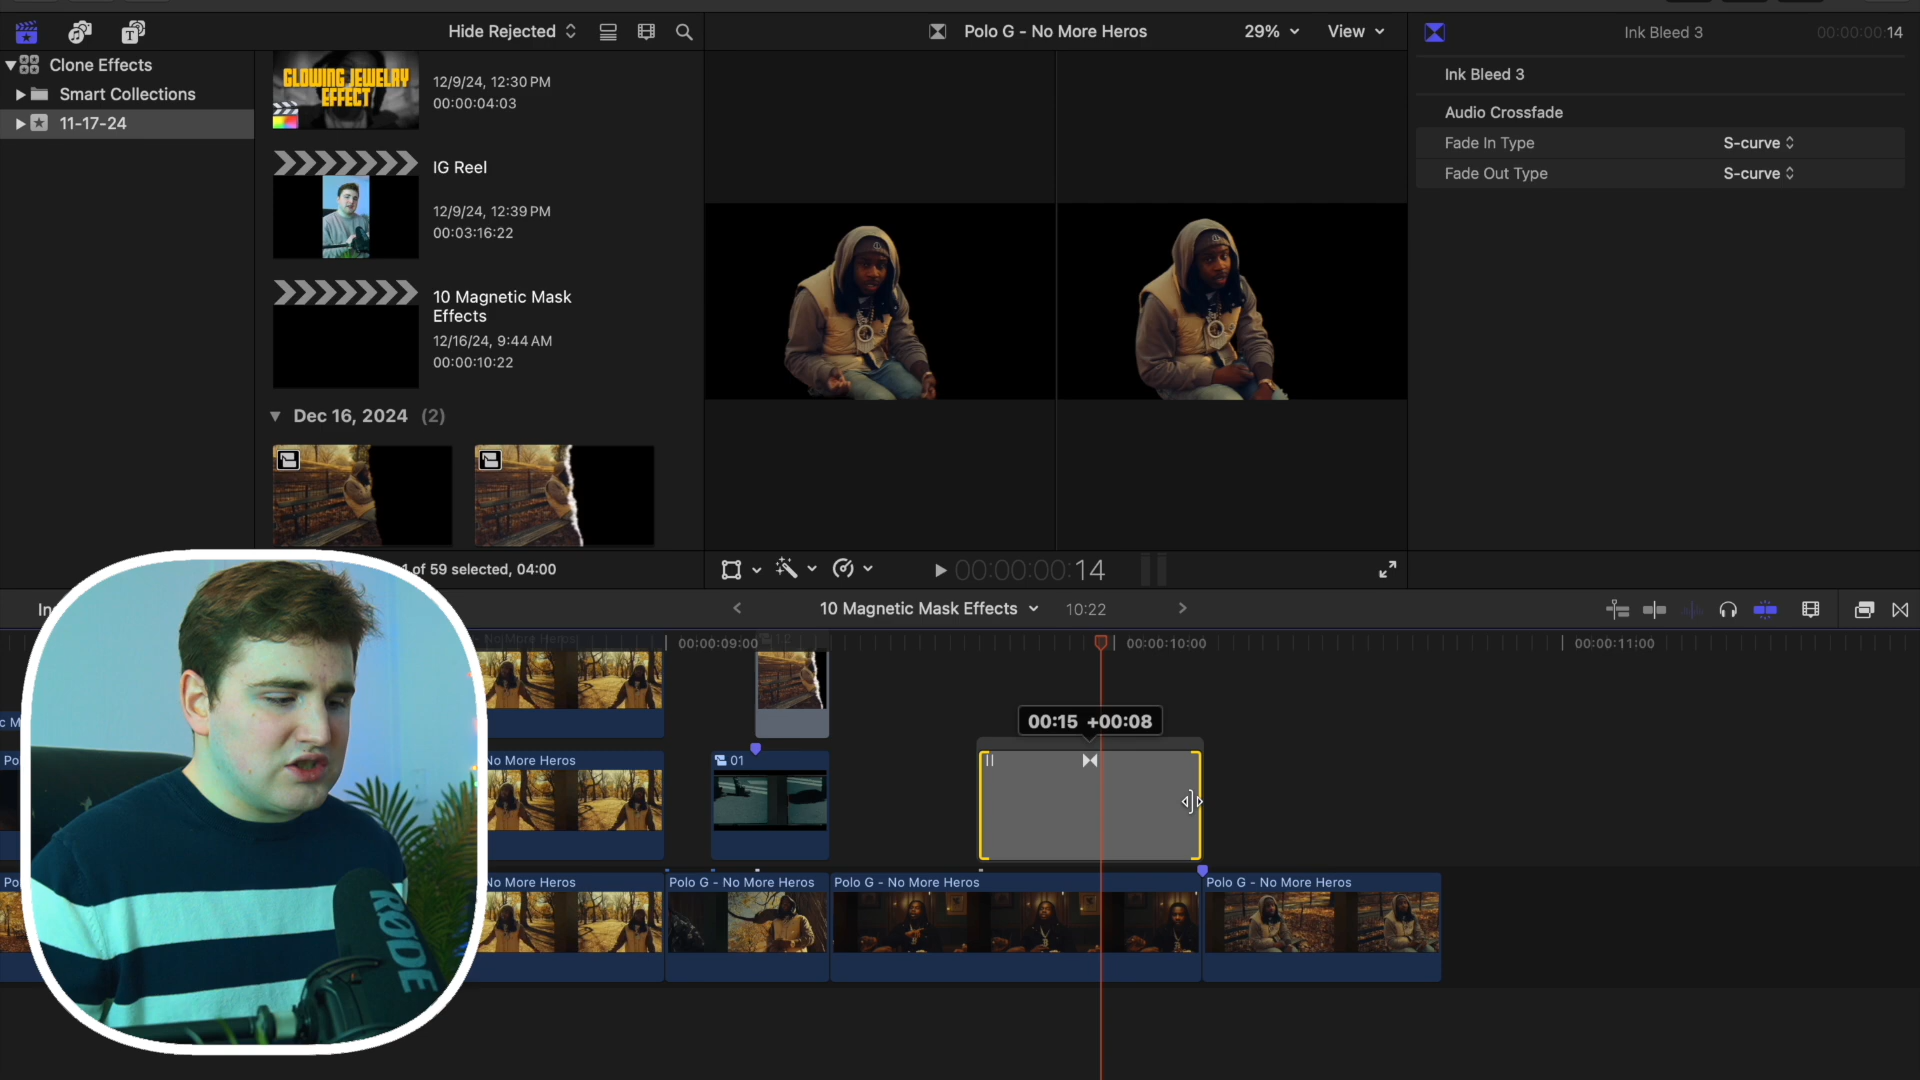 Hide Rejected
Polo G - No More Heros
29%
View
Ink Bleed 3
00:00:00:14
Clone Effects
Smart Collections
11-17-24
GLOWING JEWELRY
EFFECT
12/9/24, 12:30 PM
00:00:04:03
IG Reel
12/9/24, 12:39 PM
00:03:16:22
10 Magnetic Mask
Effects
12/16/24, 9:44 AM
00:00:10:22
Dec 16, 2024 (2)
Ink Bleed 3
Audio Crossfade
Fade In Type
S-curve
Fade Out Type
S-curve
of 59 selected, 04:00
00:00:00:14
In
10 Magnetic Mask Effects
10:22
No More Heros
00:00:09:00
00:00:10:00
00:00:11:00
00:15 +00:08
c M
Po
No More Heros
01
Po
No More Heros
Polo G - No More Heros
Polo G - No More Heros
Polo G - No More Heros
RØDE